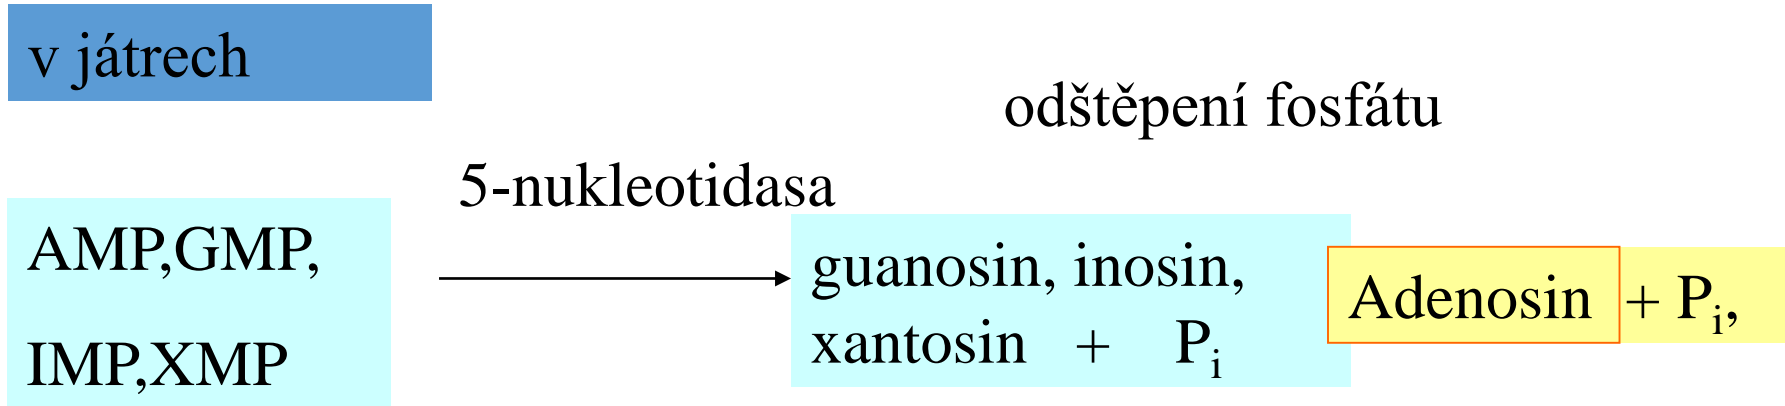 v játrech
odštěpení fosfátu
5-nukleotidasa
AMP,GMP,
IMP,XMP
guanosin, inosin,
xantosin + Pi
Adenosin + Pi,